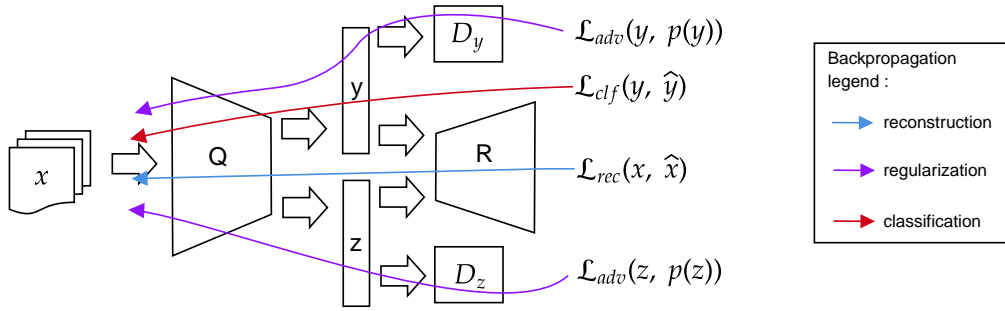 D_y
𝔏_adv(y, p(y))
y
𝔏_clf(y, ŷ)
Q
x
R
𝔏_rec(x, x̂)
z
D_z
𝔏_adv(z, p(z))
Backpropagation
legend :
reconstruction
regularization
classification